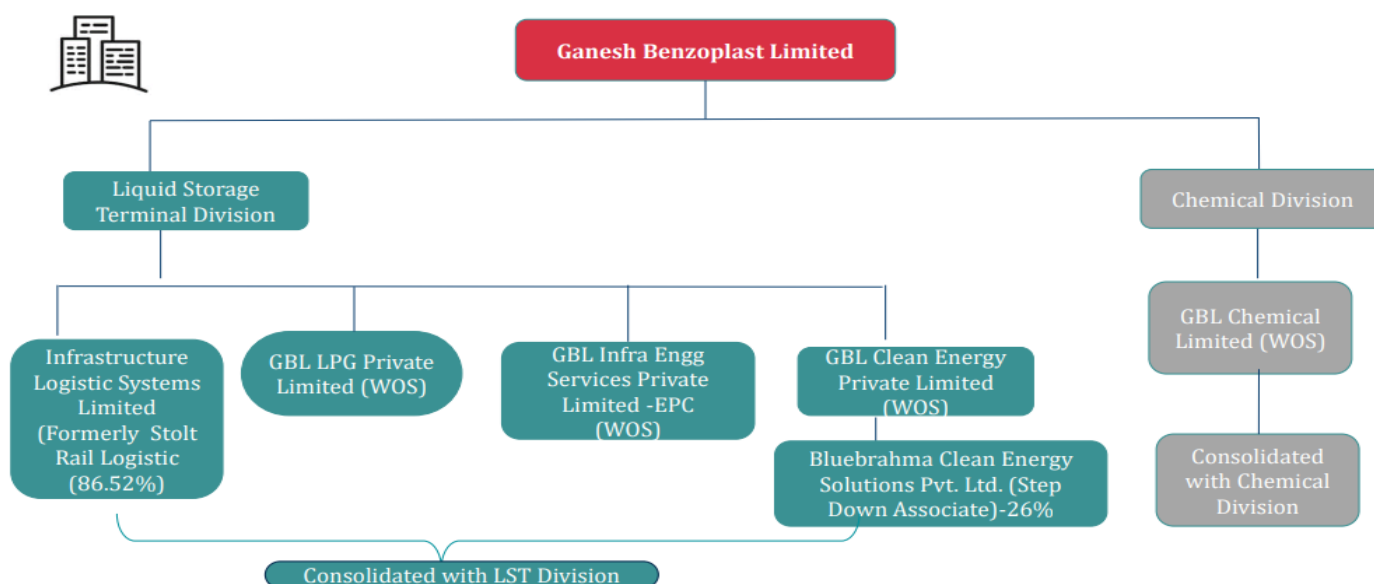 Ganesh Benzoplast Limited
Liquid Storage
Terminal Division
Chemical Division
Infrastructure
Logistic Systems
Limited
(Formerly Stolt
Rail Logistic
(86.52%)
GBL LPG Private
Limited (WOS)
GBL Infra Engg
Services Private
Limited -EPC
(WOS)
GBL Clean Energy
Private Limited
(WOS)
GBL Chemical
Limited (WOS)
Bluebrahma Clean Energy
Solutions Pvt. Ltd. (Step
Down Associate)-26%
Consolidated
with Chemical
Division
Consolidated with LST Division